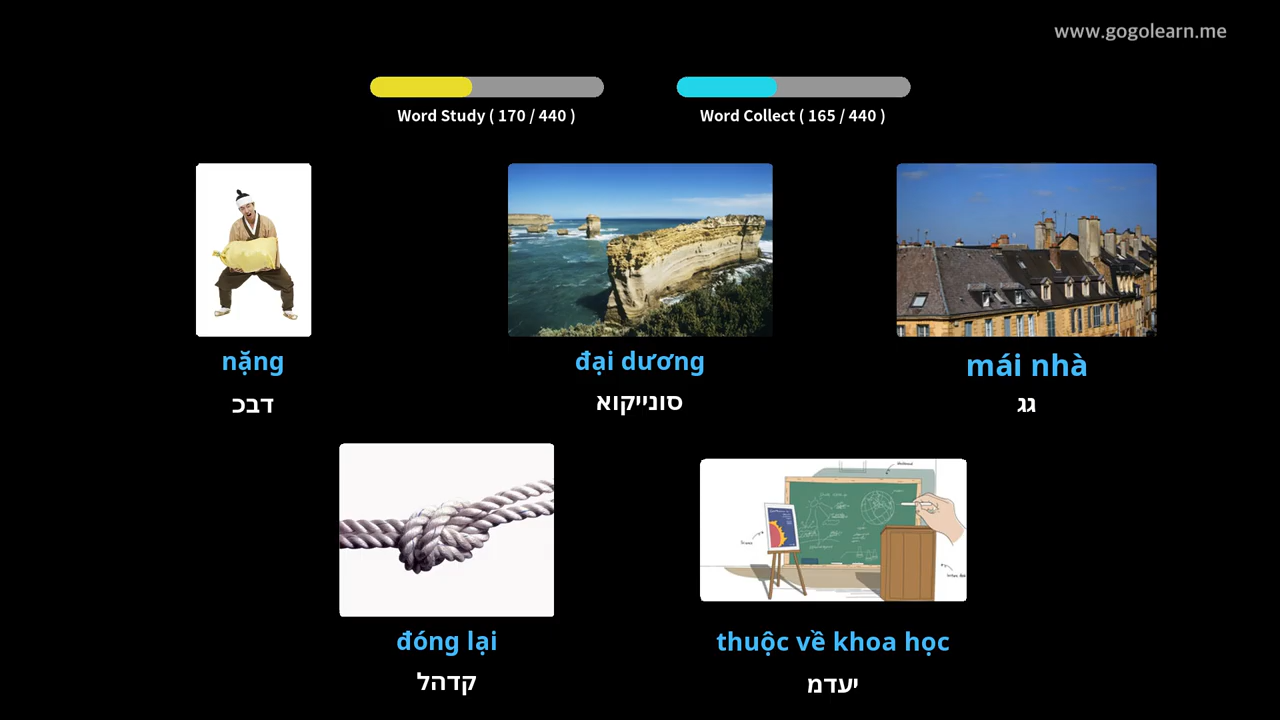 www.gogolearn.me
Word Study ( 170 / 440 )
Word Collect ( 165 / 440 )
nặng
דבכ
đại dương
סונייקוא
mái nhà
גג
đóng lại
קדהל
thuộc về khoa học
יעדמ